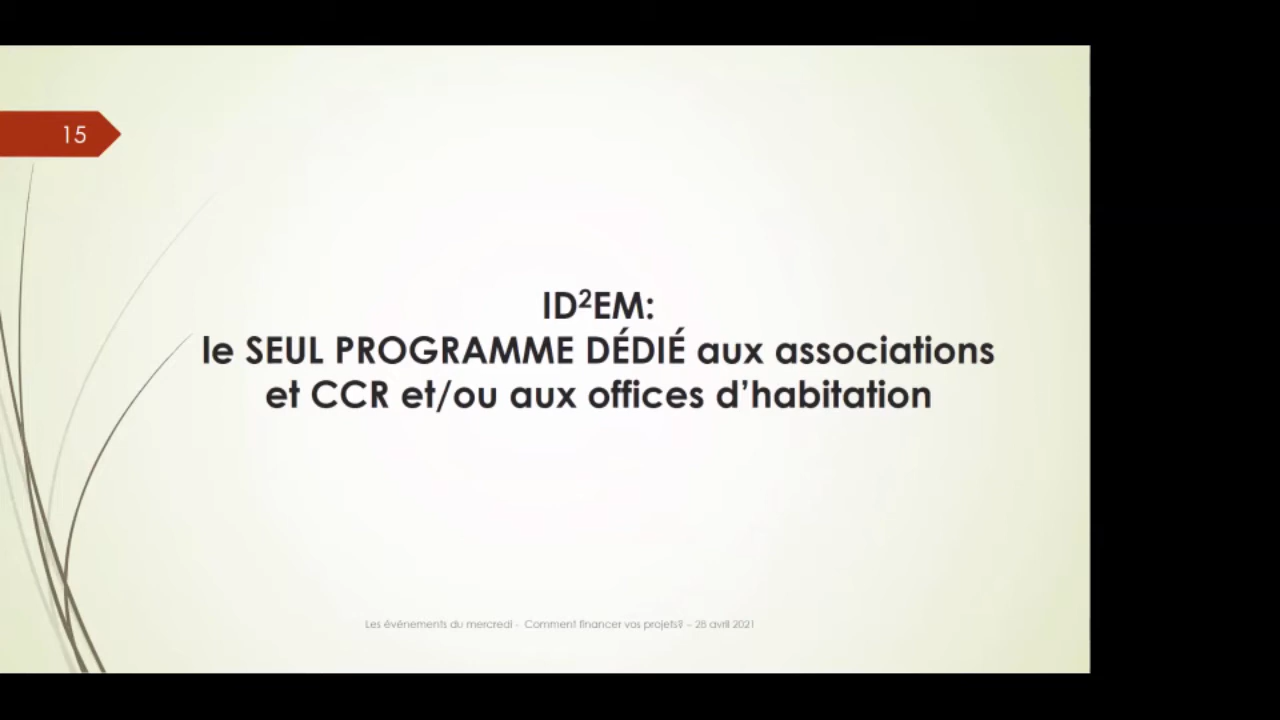 15
ID²EM:
le SEUL PROGRAMME DÉDIÉ aux associations
et CCR et/ou aux offices d’habitation
Les événements du mercredi - Comment financer vos projets? – 28 avril 2021